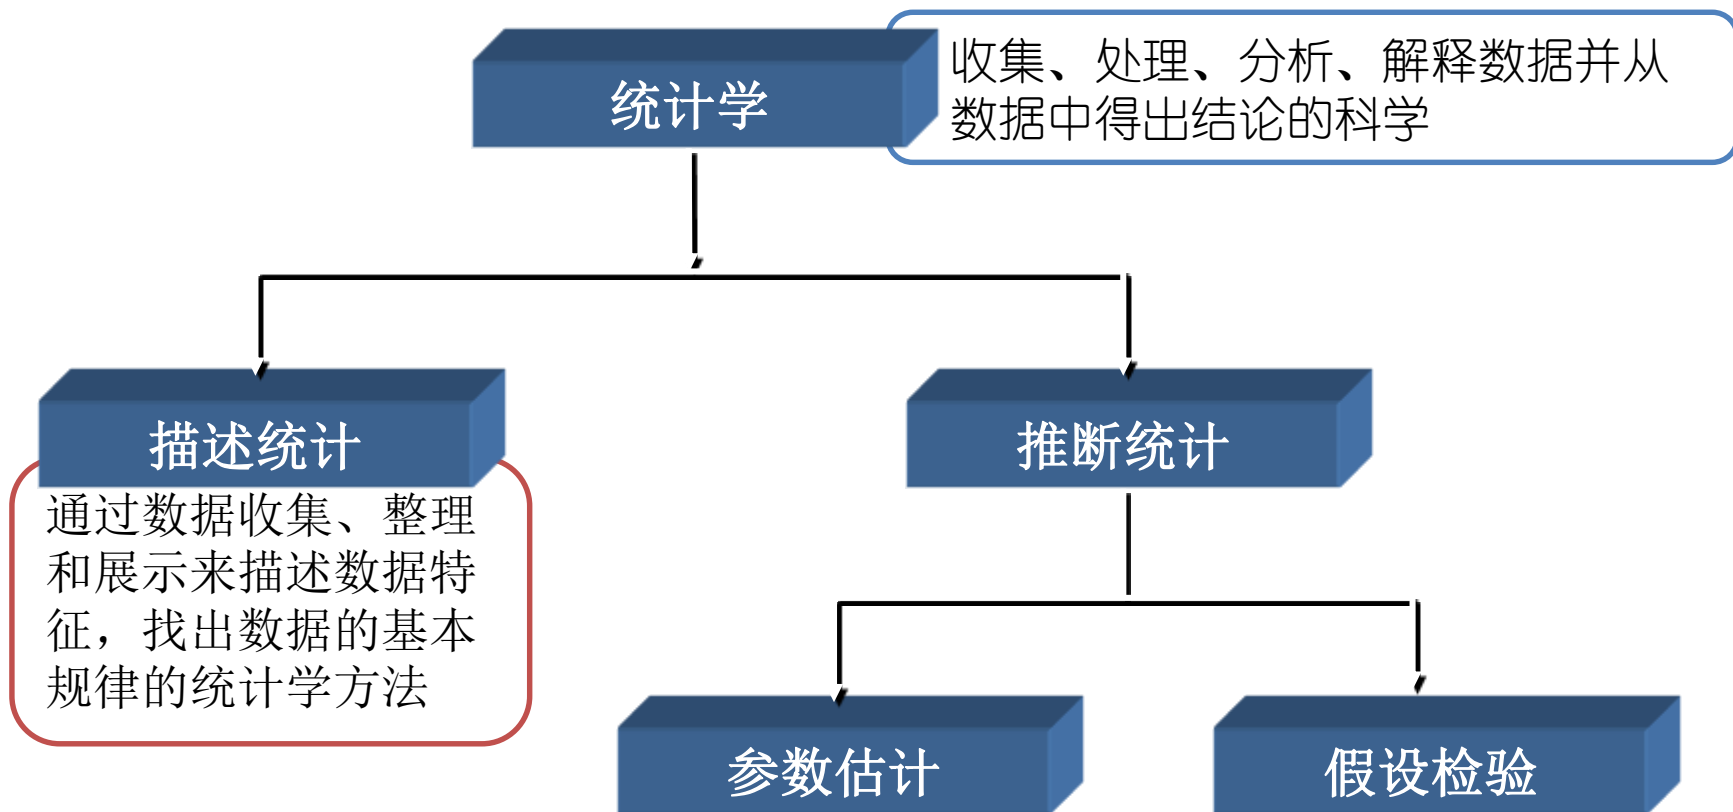 统计学
收集、处理、分析、解释数据并从
数据中得出结论的科学
描述统计
推断统计
通过数据收集、整理
和展示来描述数据特
征，找出数据的基本
规律的统计学方法
参数估计
假设检验